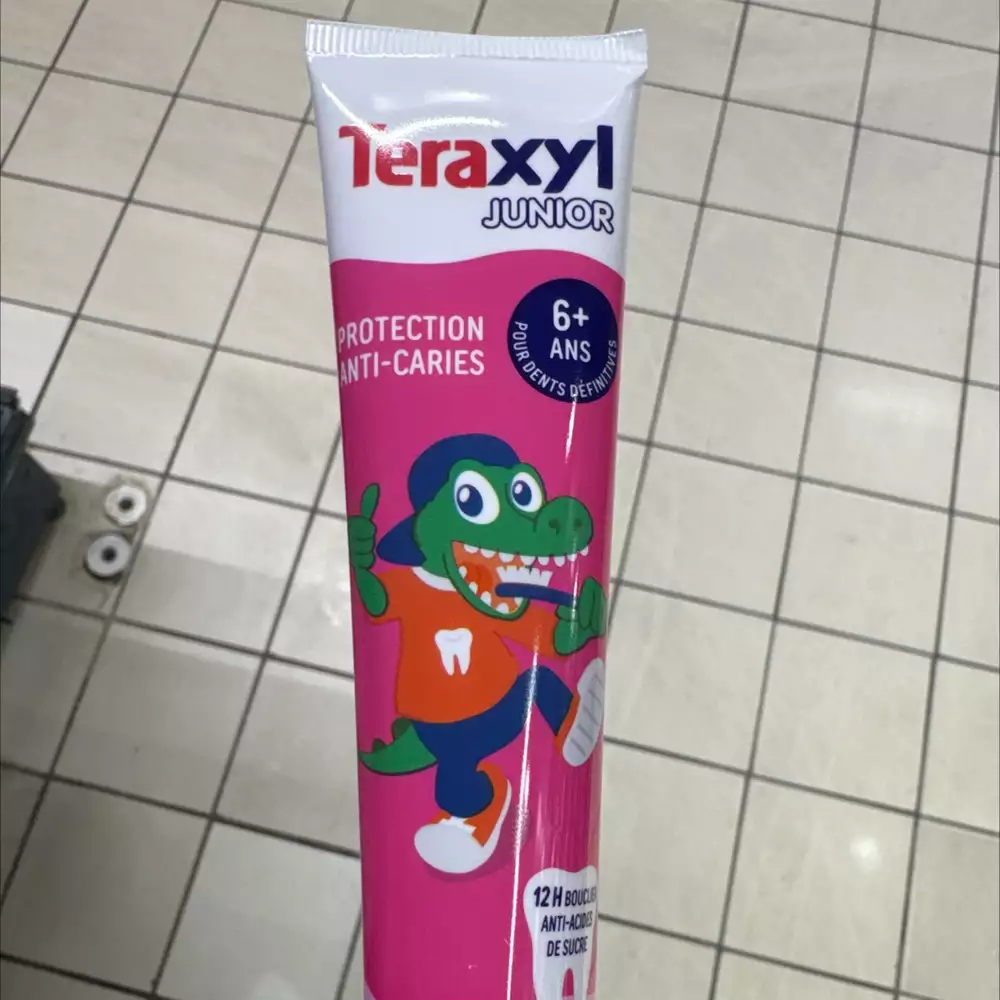 Teraxyl
JUNIOR
6+
ANS
POUR DENTS DÉFINITIVES
PROTECTION
ANTI-CARIES
12 H BOUCLIER
ANTI-ACIDES
DE SUCRE